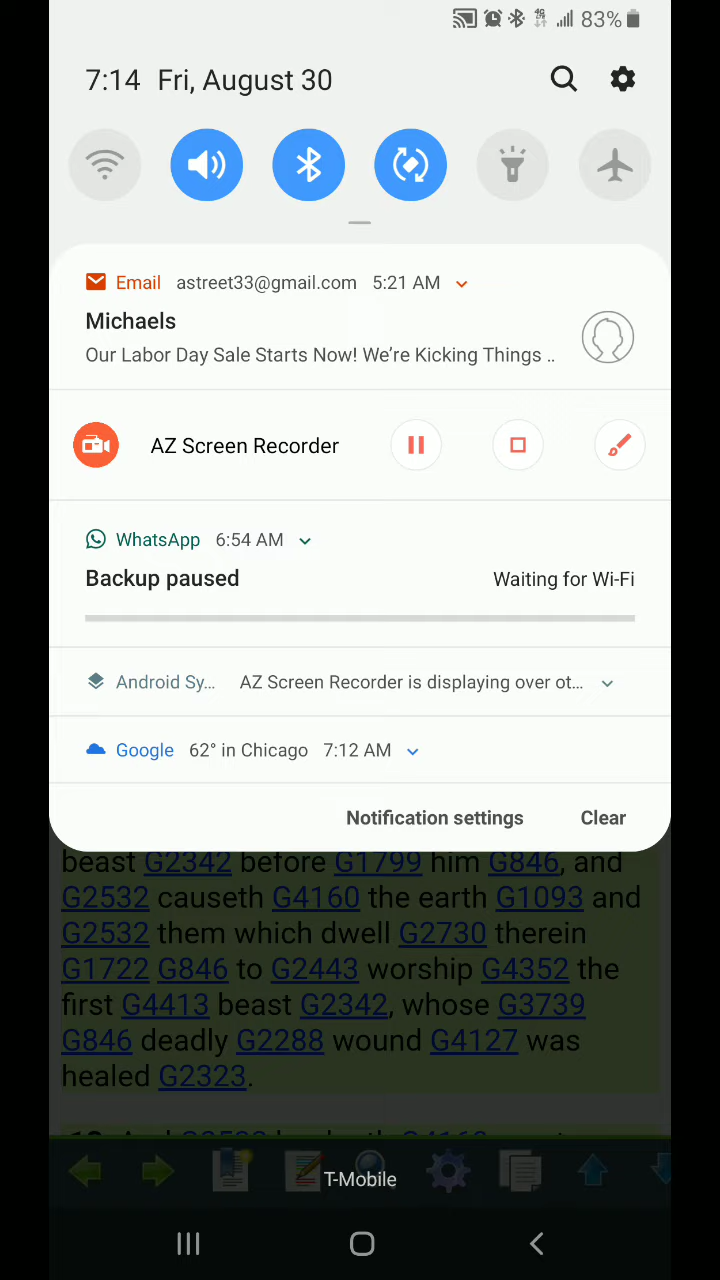 4G LTE 83%
7:14 Fri, August 30
Email astreet33@gmail.com 5:21 AM
Michaels
Our Labor Day Sale Starts Now! We’re Kicking Things ..
AZ Screen Recorder
WhatsApp 6:54 AM
Backup paused Waiting for Wi-Fi
Android Sy... AZ Screen Recorder is displaying over ot...
Google 62° in Chicago 7:12 AM
Notification settings Clear
beast G2342 before G1799 him G846, and
G2532 causeth G4160 the earth G1093 and
G2532 them which dwell G2730 therein
G1722 G846 to G2443 worship G4352 the
first G4413 beast G2342, whose G3739
G846 deadly G2288 wound G4127 was
healed G2323.
T-Mobile